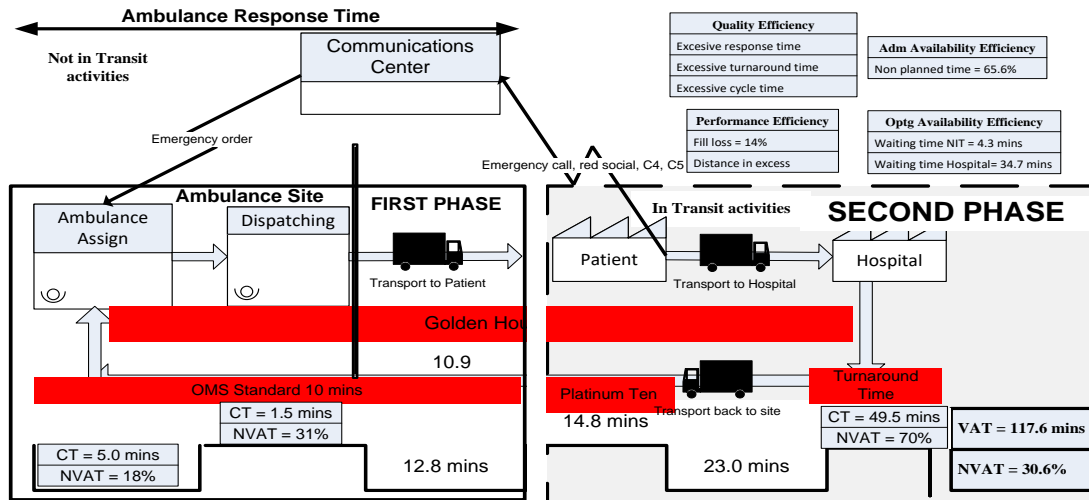 Ambulance Response Time
Not in Transit
activities
Communications
Center
Quality Efficiency
Excesive response time
Excessive turnaround time
Excessive cycle time
Adm Availability Efficiency
Non planned time = 65.6%
Performance Efficiency
Fill loss = 14%
Distance in excess
Optg Availability Efficiency
Waiting time NIT = 4.3 mins
Waiting time Hospital= 34.7 mins
Emergency order
Emergency call, red social, C4, C5
Ambulance Site
FIRST PHASE
In Transit activities
SECOND PHASE
Ambulance
Assign
Dispatching
Transport to Patient
Patient
Transport to Hospital
Hospital
Golden Hou
10.9
OMS Standard 10 mins
Platinum Ten
Transport back to site
Turnaround
Time
14.8 mins
CT = 1.5 mins
NVAT = 31%
CT = 49.5 mins
NVAT = 70%
VAT = 117.6 mins
CT = 5.0 mins
NVAT = 18%
12.8 mins
23.0 mins
NVAT = 30.6%